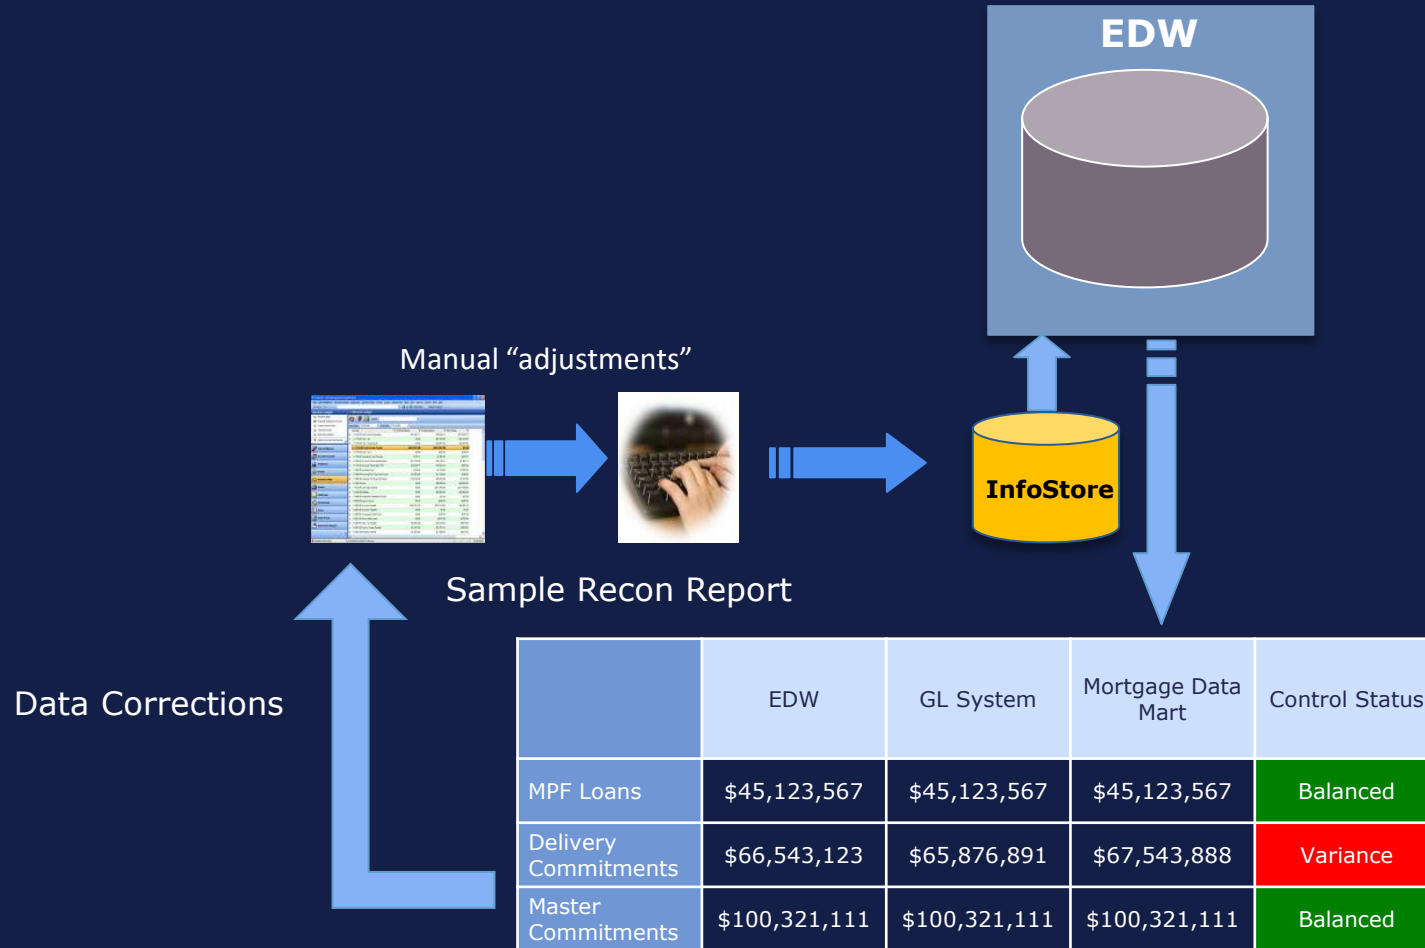 EDW
Manual “adjustments”
InfoStore
Sample Recon Report
Data Corrections
EDW
GL System
Mortgage Data
Mart
Control Status
MPF Loans
$45,123,567
$45,123,567
$45,123,567
Balanced
Delivery
Commitments
$66,543,123
$65,876,891
$67,543,888
Variance
Master
Commitments
$100,321,111
$100,321,111
$100,321,111
Balanced